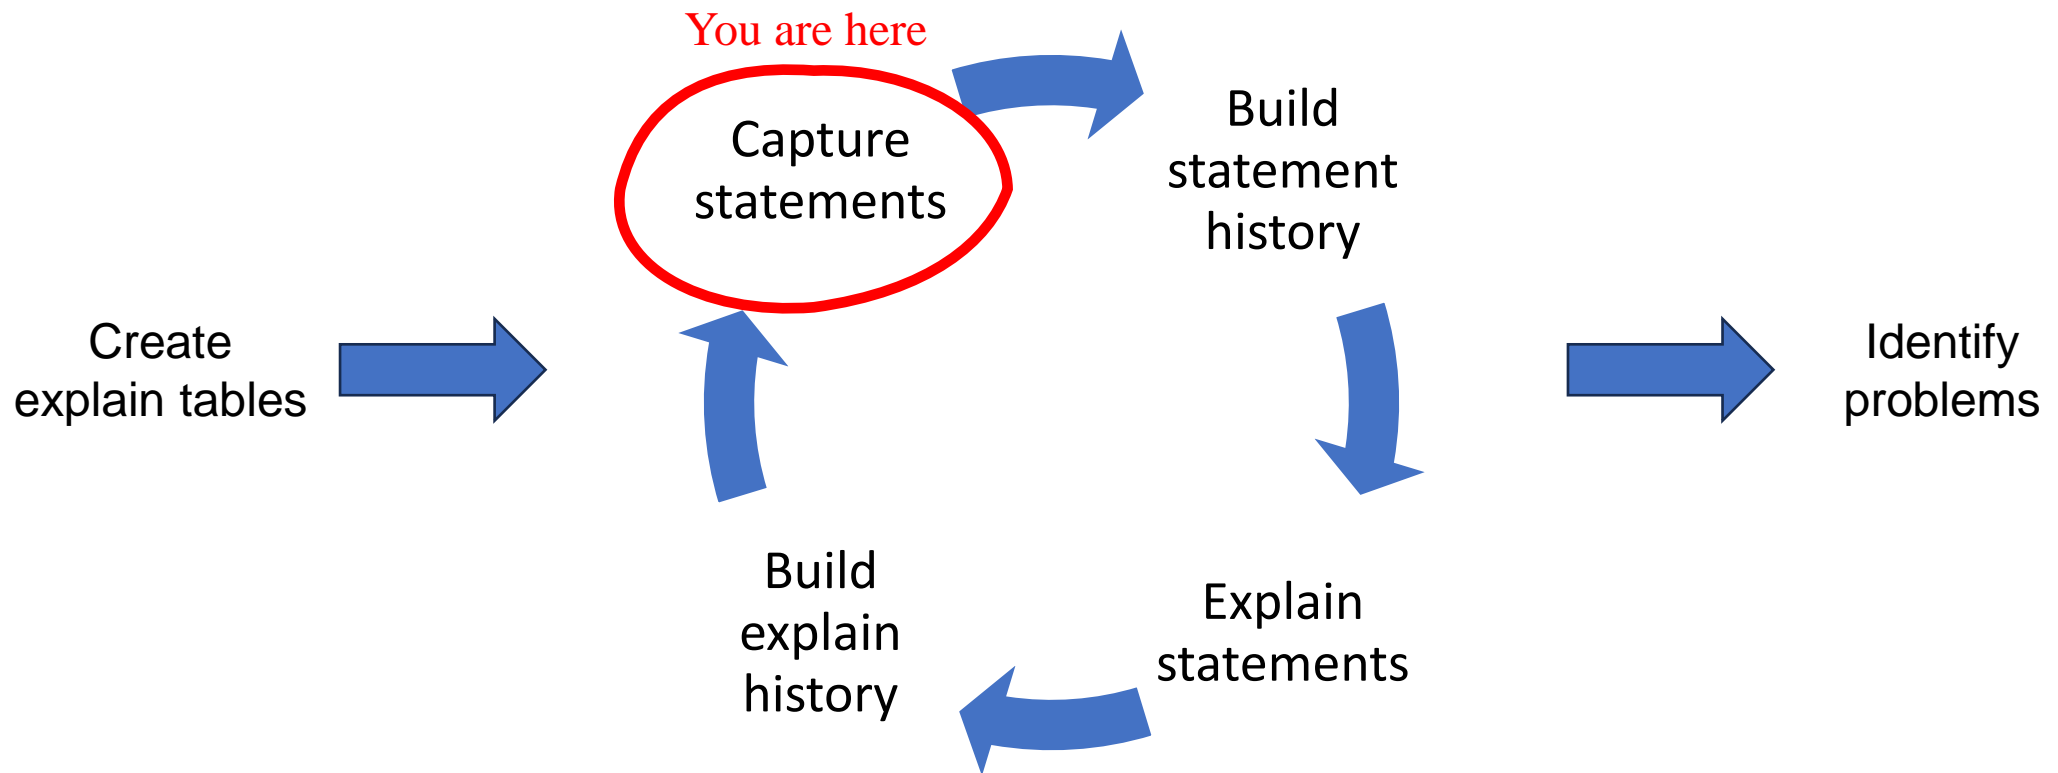 You are here
Capture
statements
Build
statement
history
Create
explain tables
Identify
problems
Explain
statements
Build
explain
history